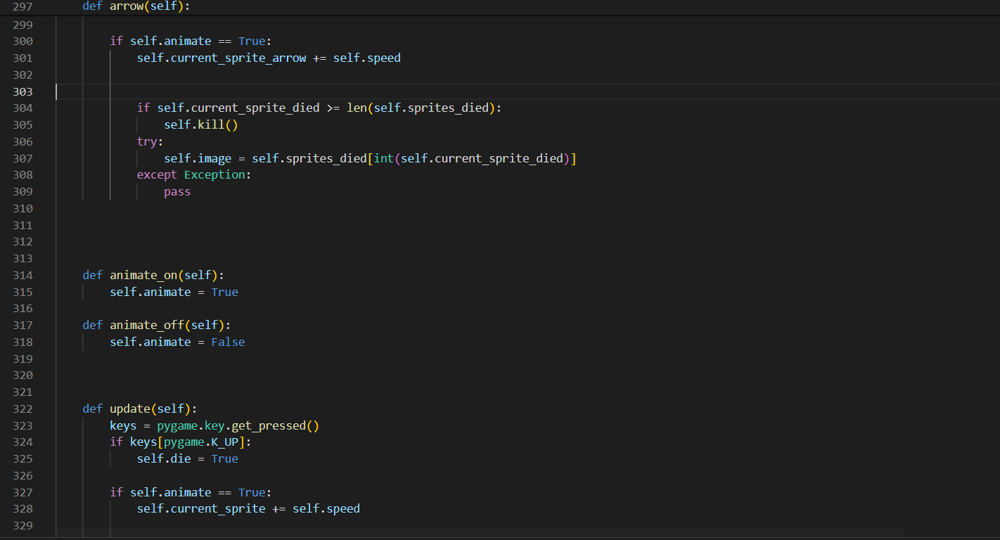 297 def arrow(self):
299
300 if self.animate == True:
301 self.current_sprite_arrow += self.speed
302
303
304 if self.current_sprite_died >= len(self.sprites_died):
305 self.kill()
306 try:
307 self.image = self.sprites_died[int(self.current_sprite_died)]
308 except Exception:
309 pass
310
311
312
313
314 def animate_on(self):
315 self.animate = True
316
317 def animate_off(self):
318 self.animate = False
319
320
321
322 def update(self):
323 keys = pygame.key.get_pressed()
324 if keys[pygame.K_UP]:
325 self.die = True
326
327 if self.animate == True:
328 self.current_sprite += self.speed
329